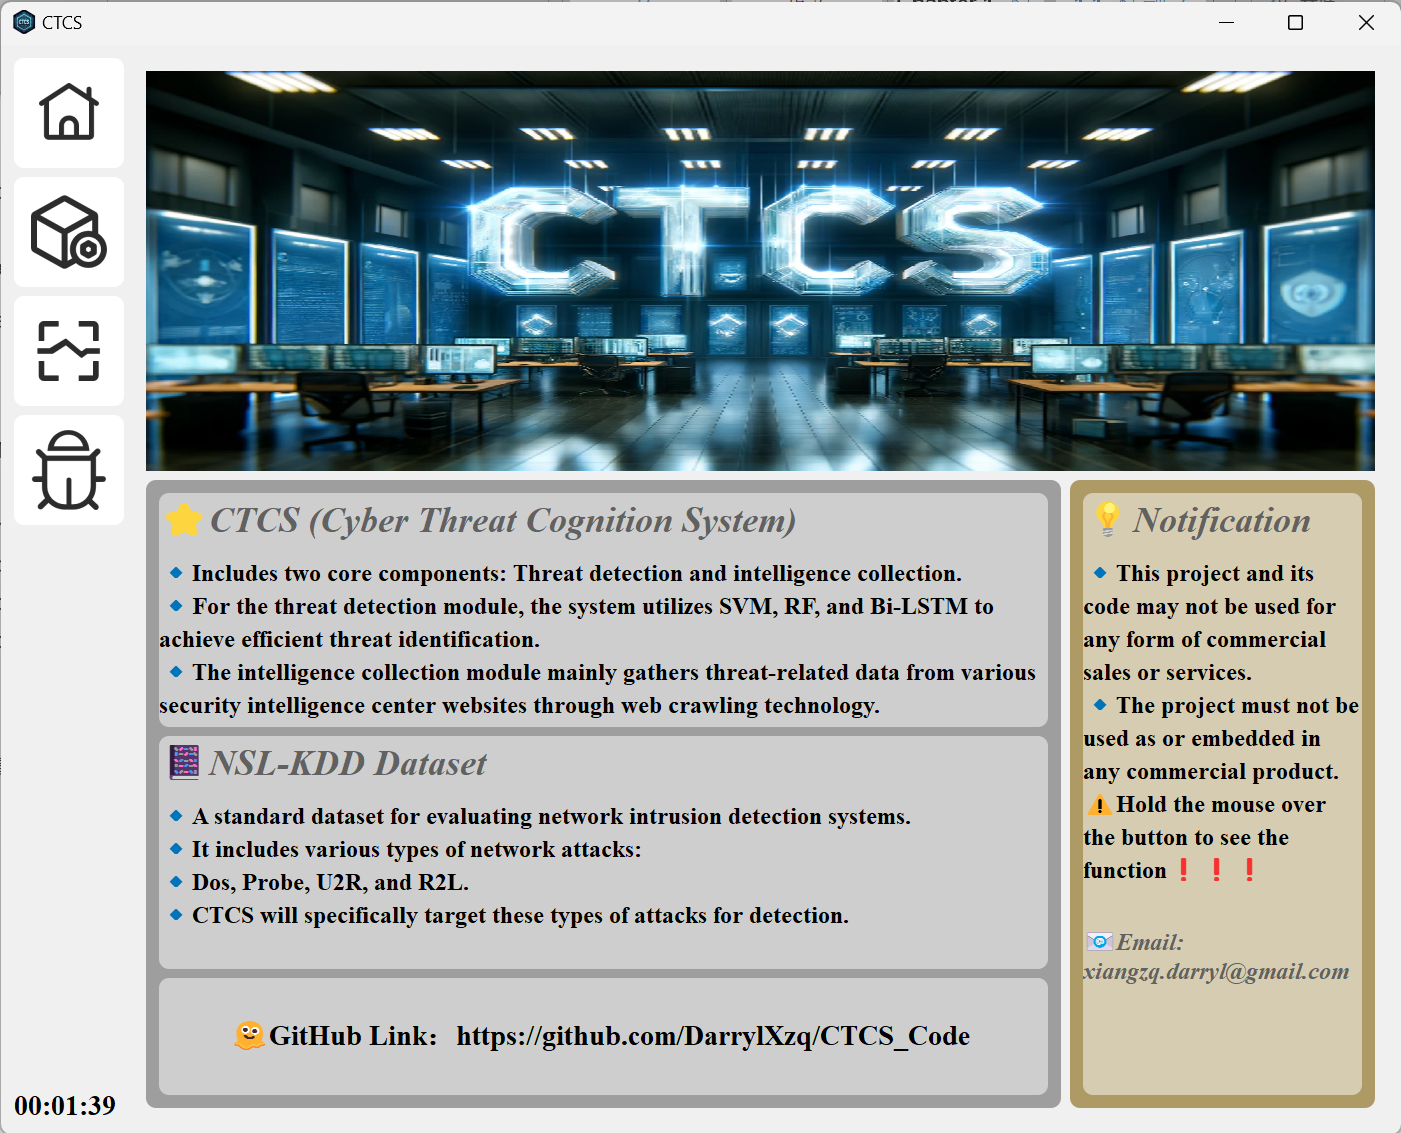 CTCS
CTCS
⭐ CTCS (Cyber Threat Cognition System)
🔹 Includes two core components: Threat detection and intelligence collection.
🔹 For the threat detection module, the system utilizes SVM, RF, and Bi-LSTM to
achieve efficient threat identification.
🔹 The intelligence collection module mainly gathers threat-related data from various
security intelligence center websites through web crawling technology.
NSL-KDD Dataset
🔹 A standard dataset for evaluating network intrusion detection systems.
🔹 It includes various types of network attacks:
🔹 Dos, Probe, U2R, and R2L.
🔹 CTCS will specifically target these types of attacks for detection.
GitHub Link：https://github.com/DarrylXzq/CTCS_Code
💡 Notification
🔹 This project and its
code may not be used for
any form of commercial
sales or services.
🔹 The project must not be
used as or embedded in
any commercial product.
⚠️Hold the mouse over
the button to see the
function❗❗❗
📧Email:
xiangzq.darryl@gmail.com
00:01:39